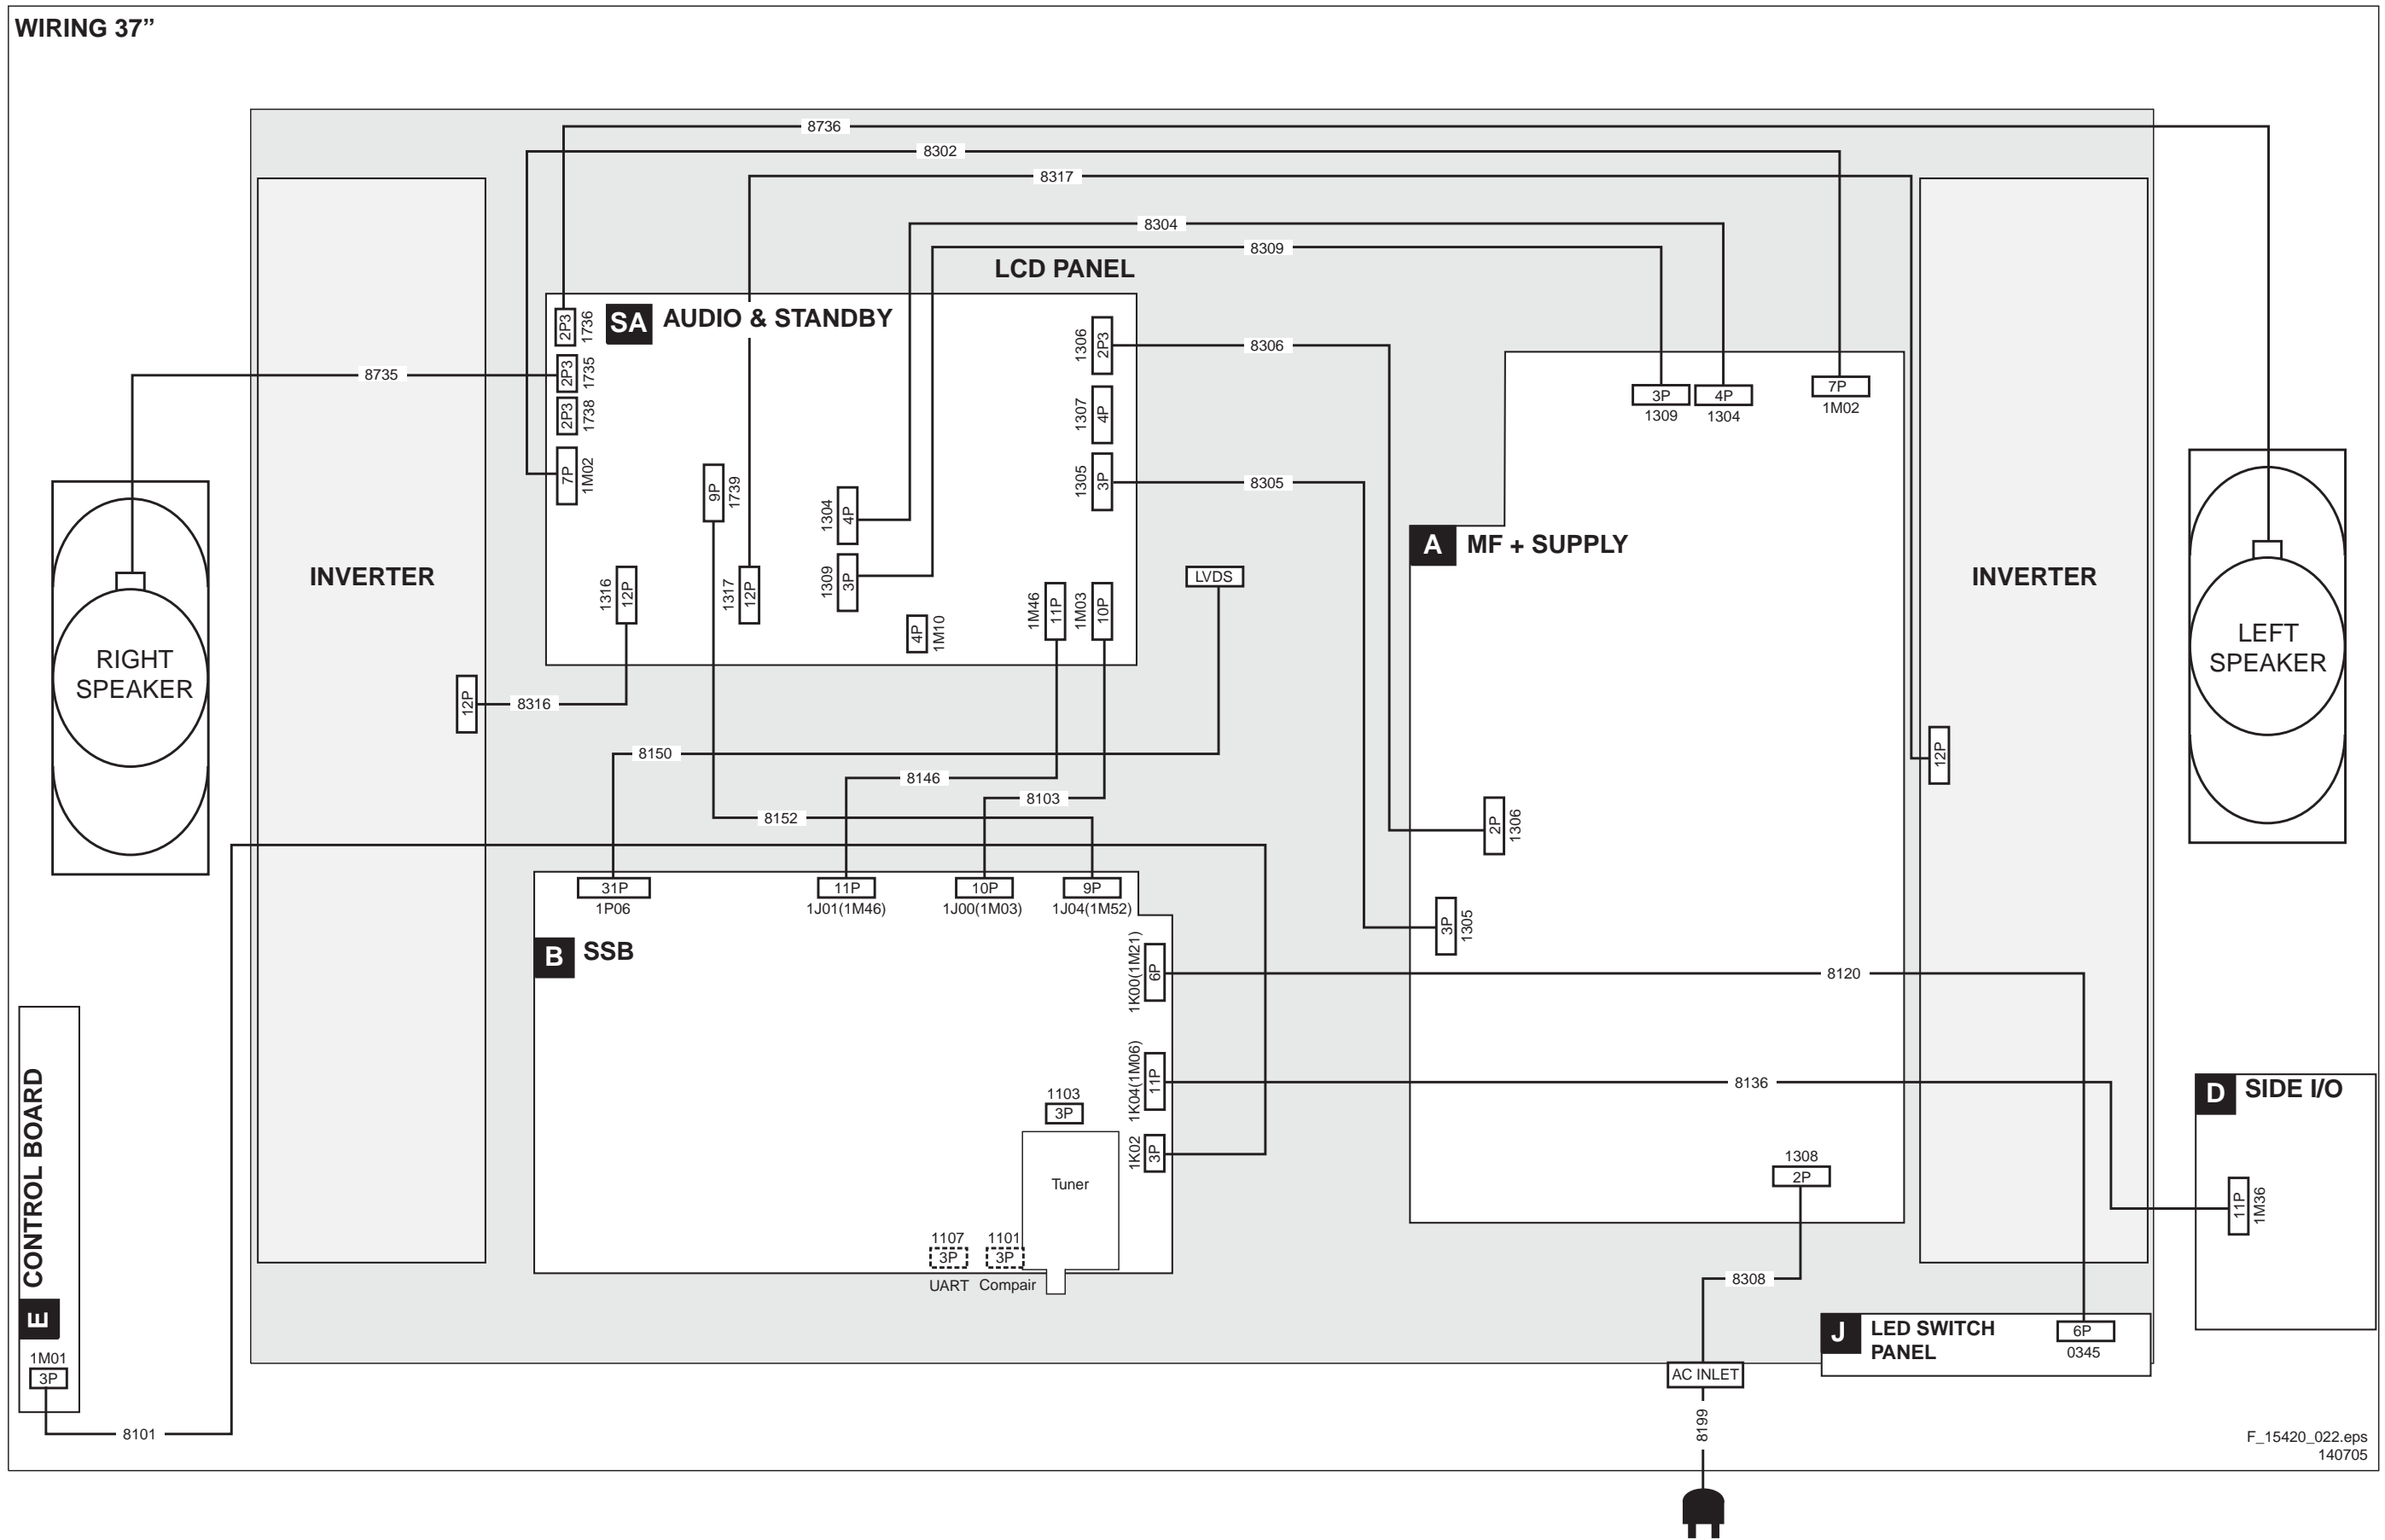 WIRING 37”
8736
8302
8317
8304
8309
LCD PANEL
SA AUDIO & STANDBY
2P3 1736
2P3 1735
2P3 1738
7P 1M02
9P 1739
1304 4P
1309 3P
1316 12P
1317 12P
4P 1M10
1M46 11P
1M03 10P
1306 2P3
1307 4P
1305 3P
8306
8305
8735
3P
1309
4P
1304
7P
1M02
A MF + SUPPLY
INVERTER
INVERTER
RIGHT
SPEAKER
LEFT
SPEAKER
LVDS
12P
8316
8150
8146
8103
8152
12P
2P 1306
3P 1305
31P
1P06
11P
1J01(1M46)
10P
1J00(1M03)
9P
1J04(1M52)
B SSB
1K00(1M21) 6P
8120
1K04(1M06) 11P
8136
1K02 3P
1103
3P
Tuner
1107
3P
UART
1101
3P
Compair
1308
2P
8308
D SIDE I/O
11P 1M36
E CONTROL BOARD
1M01
3P
8101
J LED SWITCH
PANEL
6P
0345
AC INLET
8199
F_15420_022.eps
140705